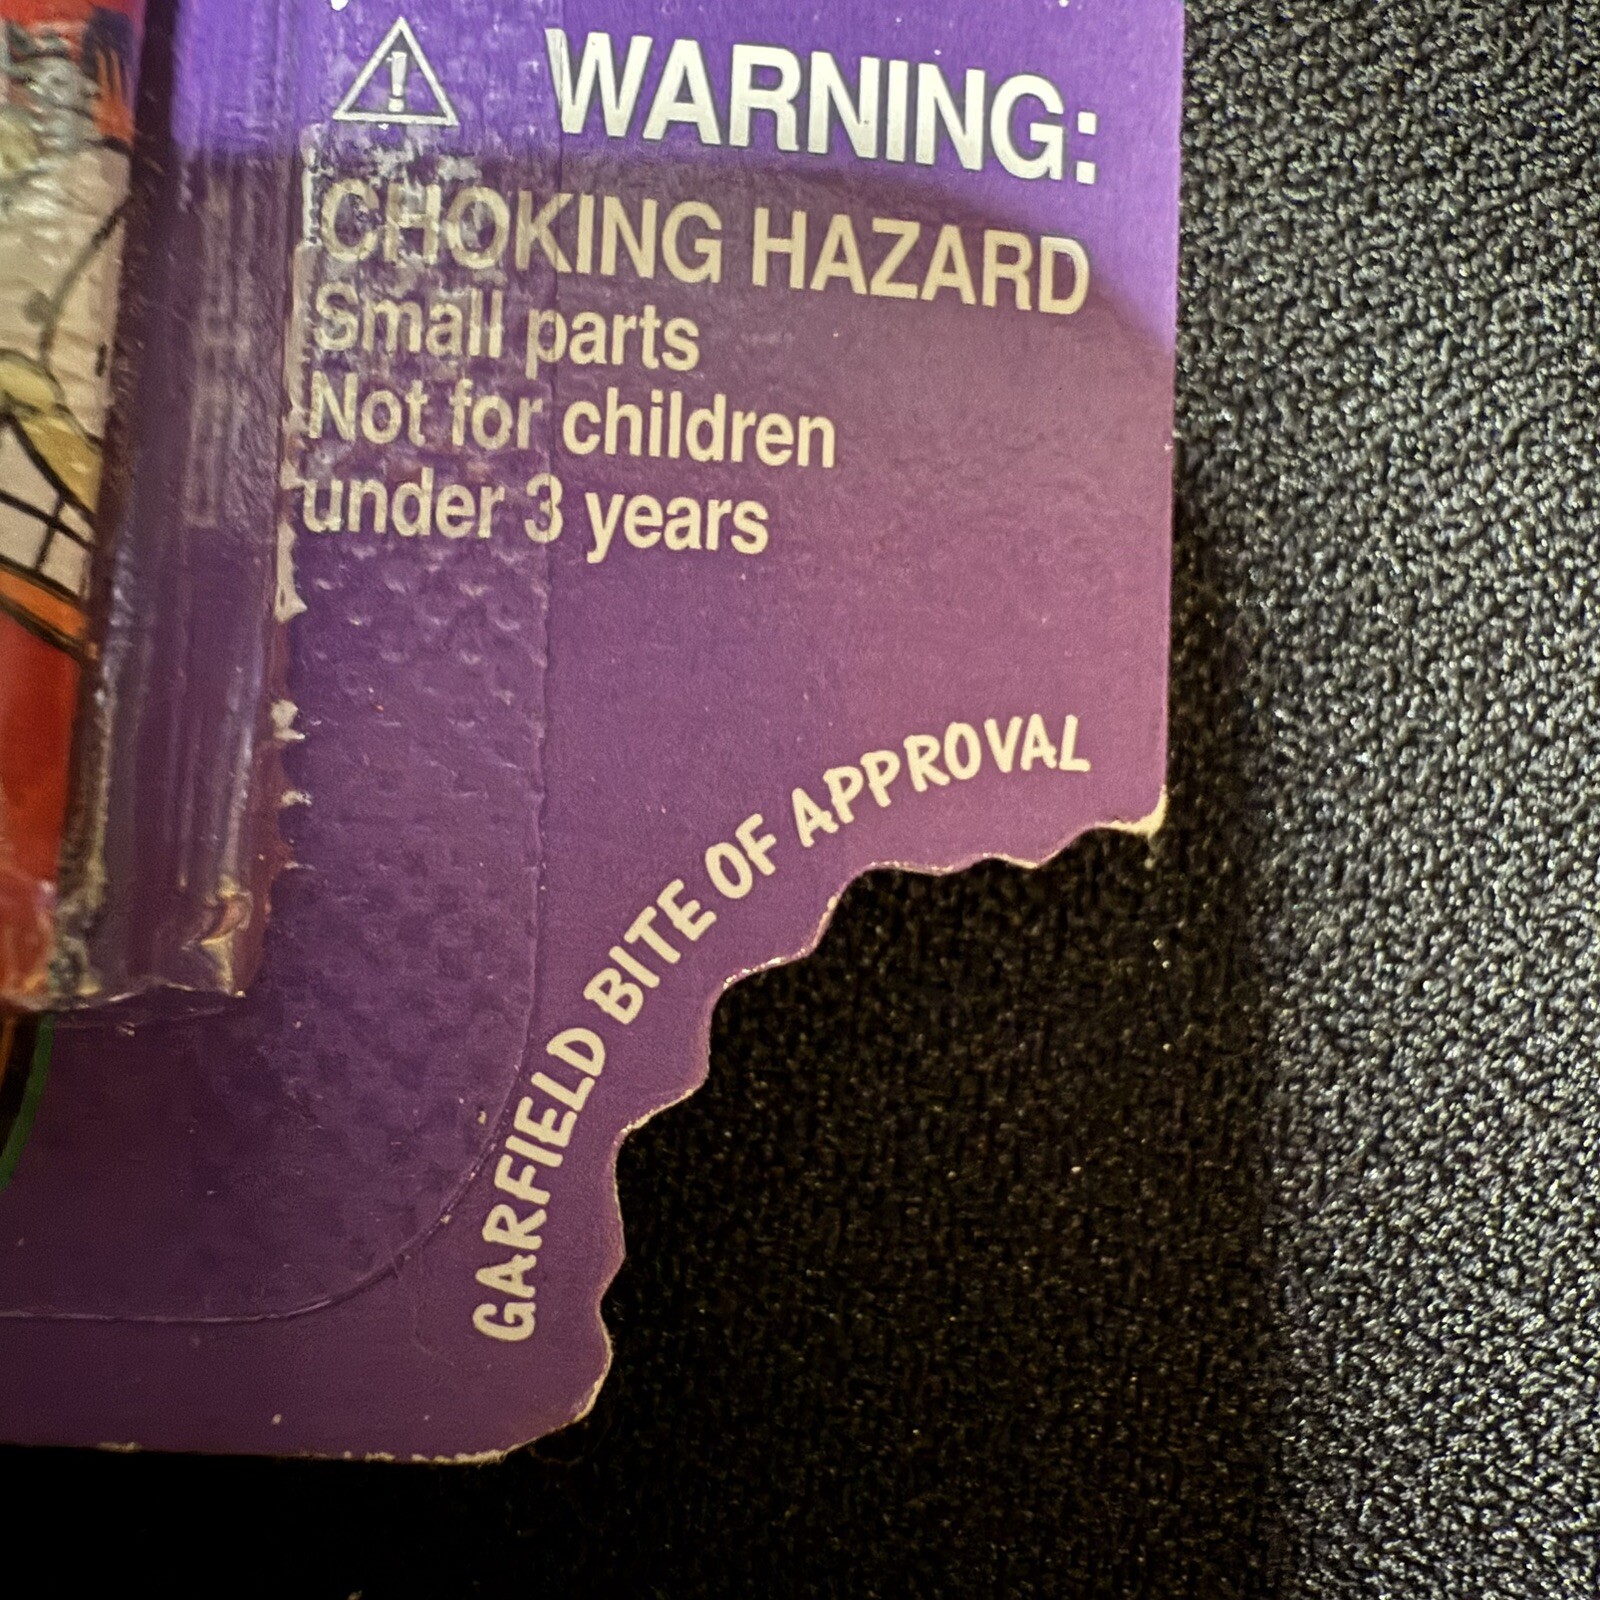 WARNING:
CHOKING HAZARD
Small parts
Not for children
under 3 years
GARFIELD BITE OF APPROVAL